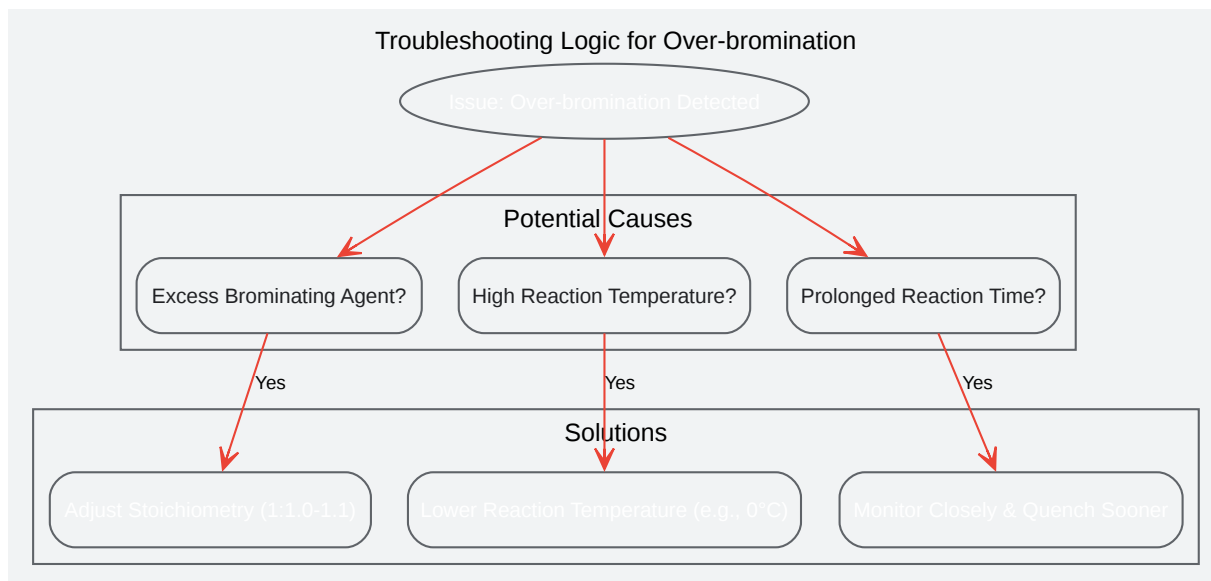 Troubleshooting Logic for Over-bromination
Issue: Over-bromination Detected
Potential Causes
Excess Brominating Agent?
High Reaction Temperature?
Prolonged Reaction Time?
Yes
Yes
Yes
Solutions
Adjust Stoichiometry (1:1.0-1.1)
Lower Reaction Temperature (e.g., 0°C)
Monitor Closely & Quench Sooner